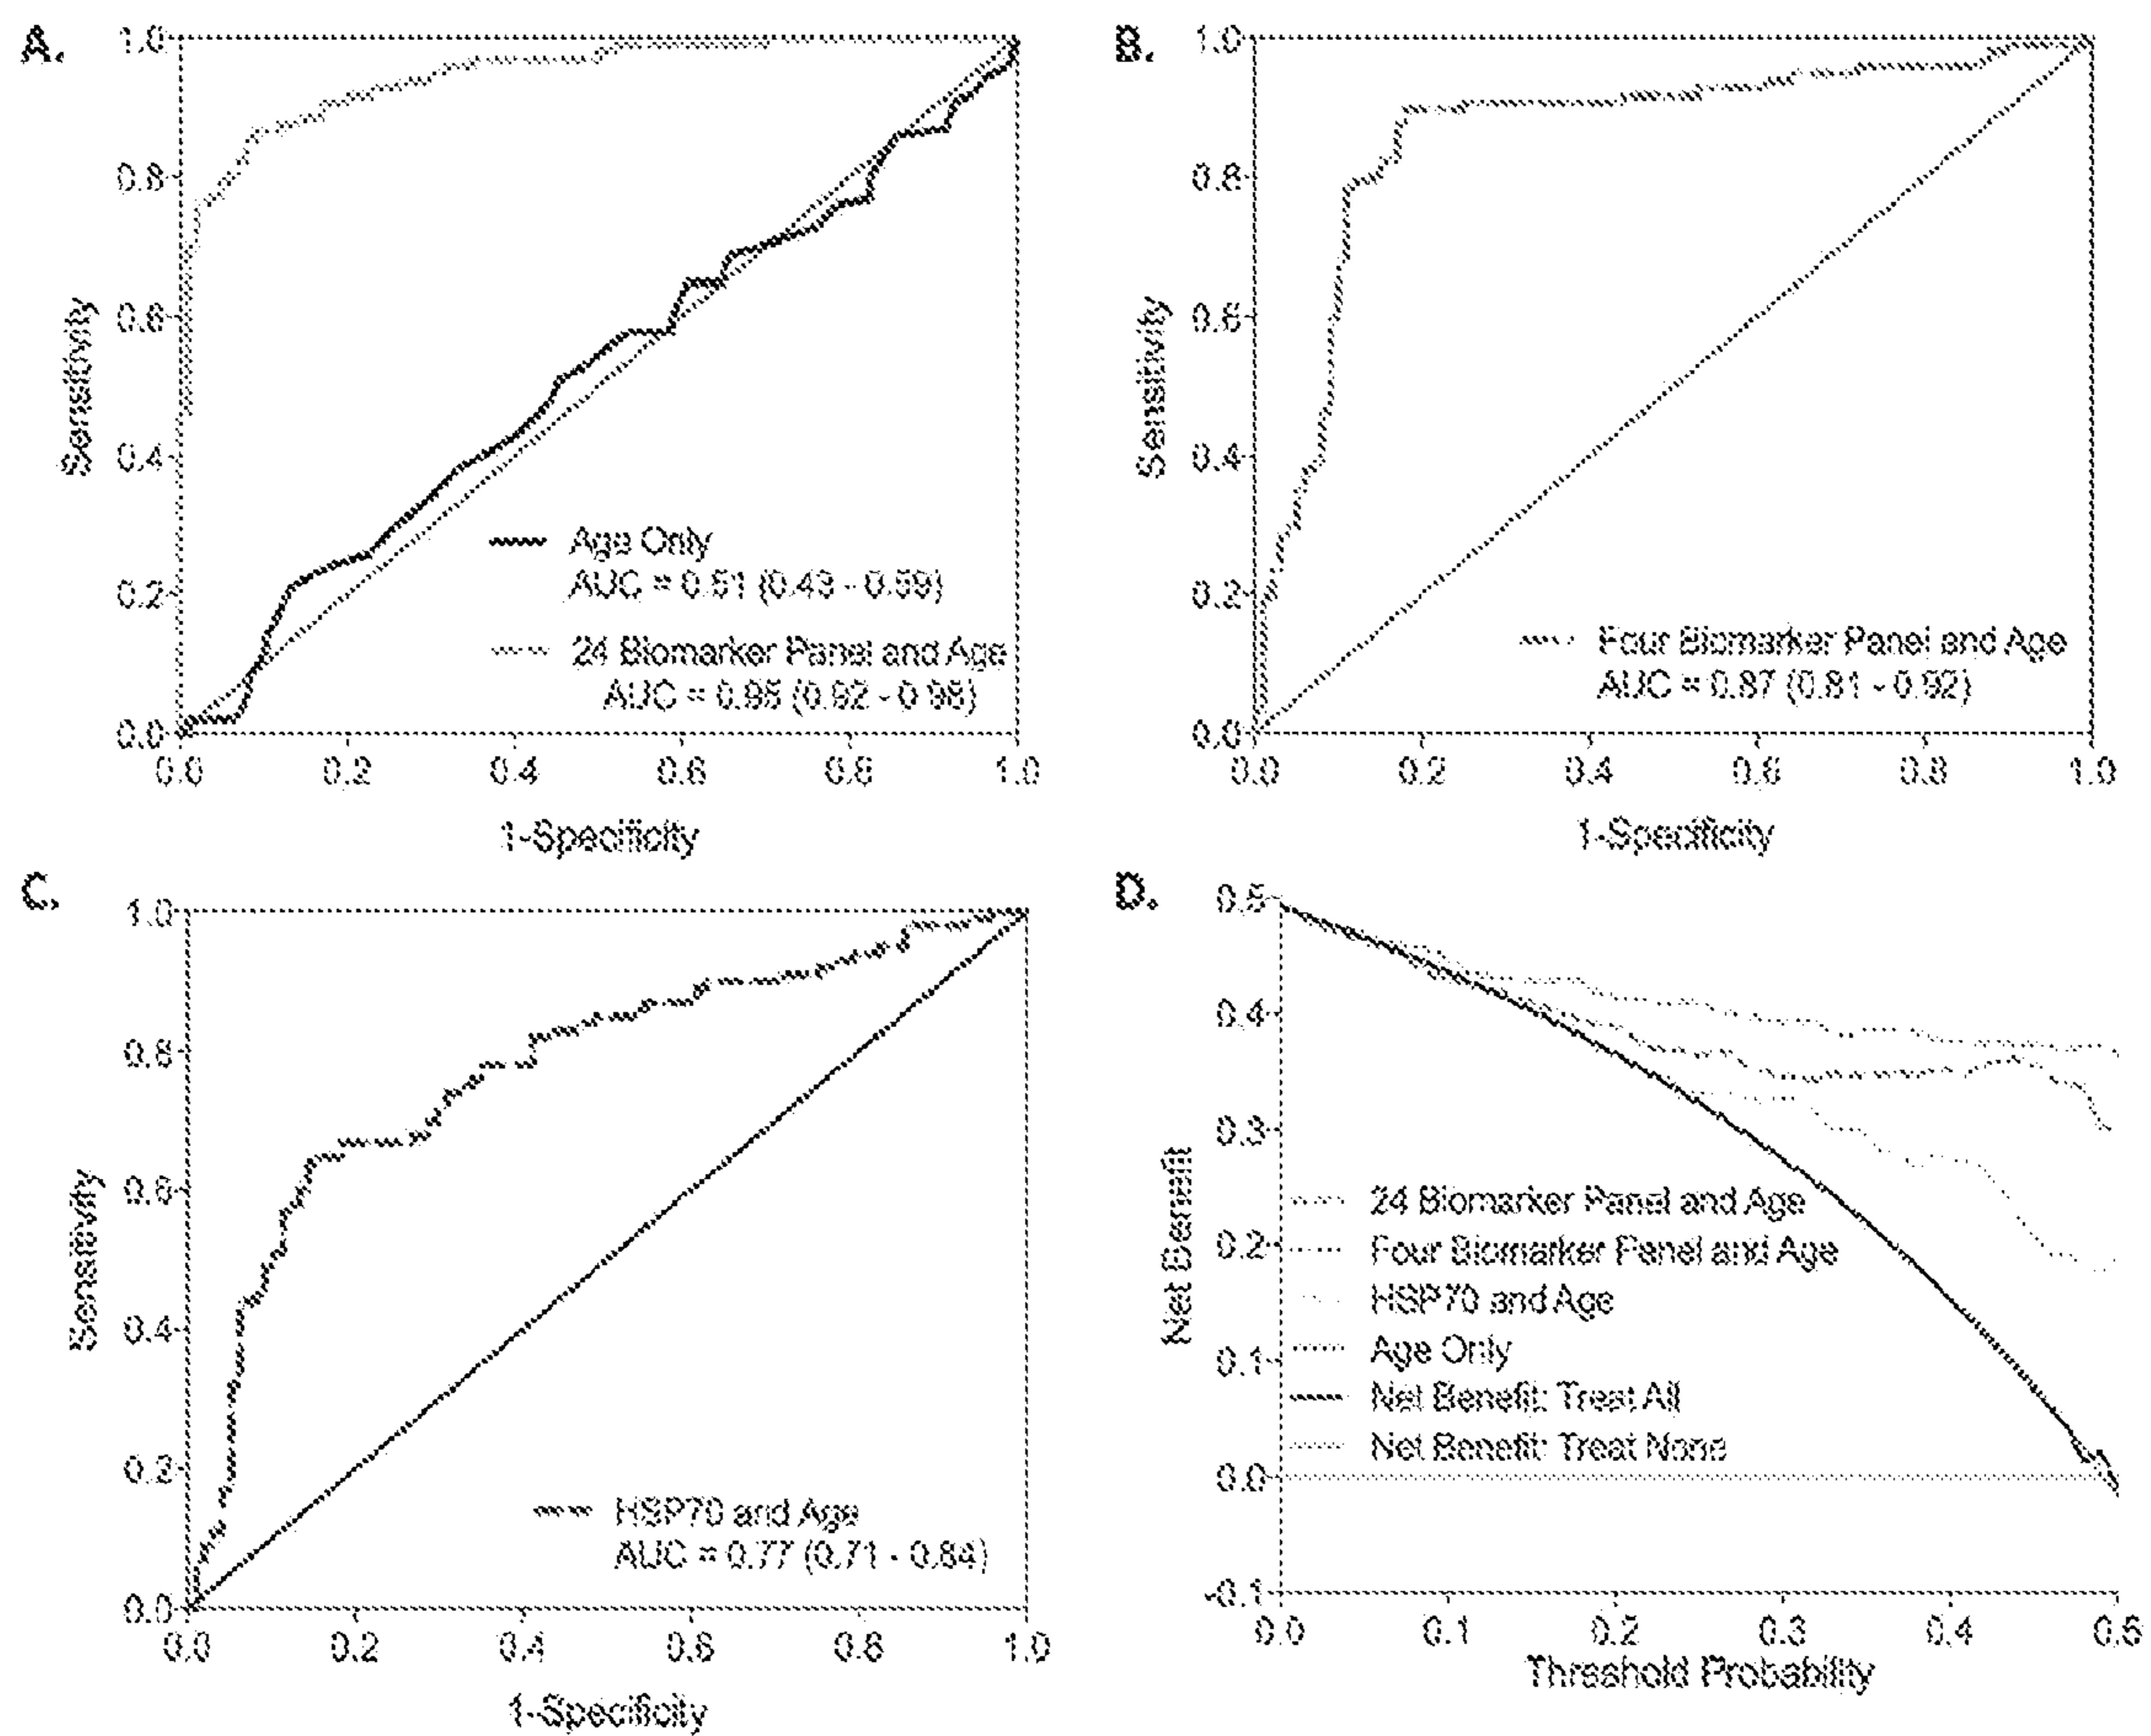 A.
1.0
0.8
0.6
0.4
0.2
0.0
Sensitivity
Age Only
AUC = 0.51 (0.43 - 0.59)
24 Biomarker Panel and Age
AUC = 0.95 (0.92 - 0.98)
0.0 0.2 0.4 0.6 0.8 1.0
1-Specificity
B.
1.0
0.8
0.6
0.4
0.2
0.0
Sensitivity
Four Biomarker Panel and Age
AUC = 0.87 (0.81 - 0.92)
0.0 0.2 0.4 0.6 0.8 1.0
1-Specificity
C.
1.0
0.8
0.6
0.4
0.2
0.0
Sensitivity
HSP70 and Age
AUC = 0.77 (0.71 - 0.84)
0.0 0.2 0.4 0.6 0.8 1.0
1-Specificity
D.
0.5
0.4
0.3
0.2
0.1
0.0
-0.1
Net Benefit
24 Biomarker Panel and Age
Four Biomarker Panel and Age
HSP70 and Age
Age Only
Net Benefit: Treat All
Net Benefit: Treat None
0.0 0.1 0.2 0.3 0.4 0.5
Threshold Probability